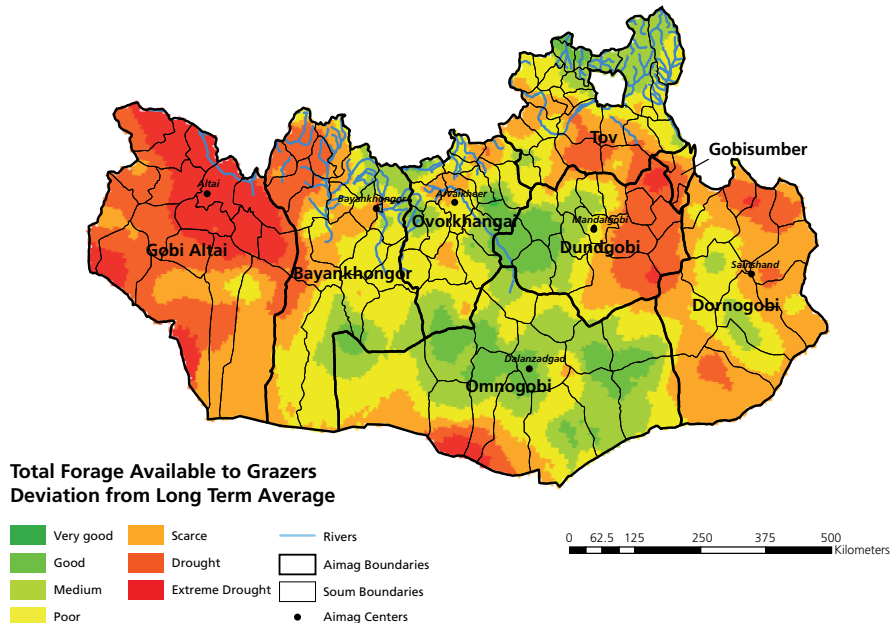 Tov
Gobisumber
Altai
Bayankhongor
Arvaikheer
Ovorkhangai
Mandalgobi
Dundgobi
Gobi Altai
Bayankhongor
Sainshand
Dornogobi
Dalanzadgad
Omnogobi
Total Forage Available to Grazers
Deviation from Long Term Average
Very good
Good
Medium
Poor
Scarce
Drought
Extreme Drought
Rivers
Aimag Boundaries
Soum Boundaries
Aimag Centers
0 62.5 125 250 375 500
Kilometers